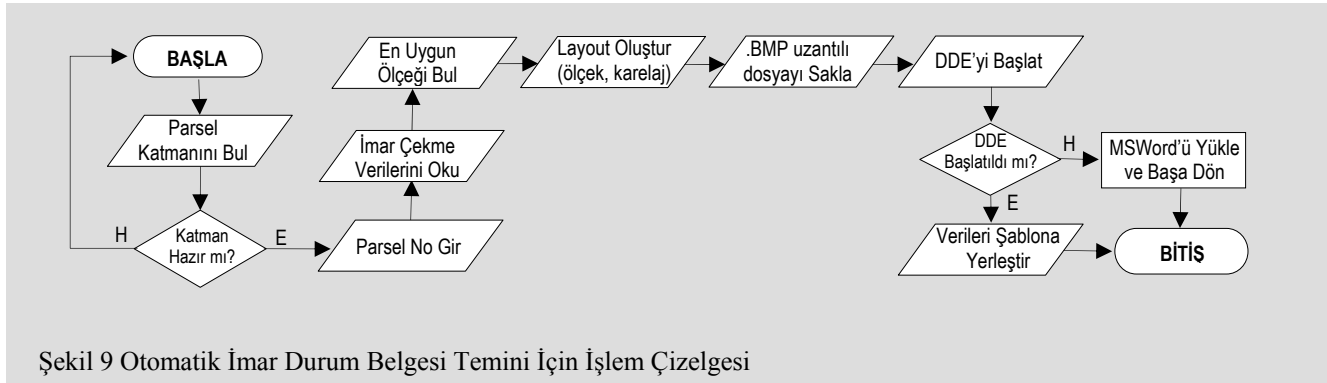 BAŞLA
Parsel
Katmanını Bul
Katman
Hazır mı?
H
E
Parsel No Gir
İmar Çekme
Verilerini Oku
En Uygun
Ölçeği Bul
Layout Oluştur
(ölçek, karelaj)
.BMP uzantılı
dosyayı Sakla
DDE’yi Başlat
DDE
Başlatıldı mı?
H
MSWord’ü Yükle
ve Başa Dön
E
Verileri Şablona
Yerleştir
BİTİŞ
Şekil 9 Otomatik İmar Durum Belgesi Temini İçin İşlem Çizelgesi